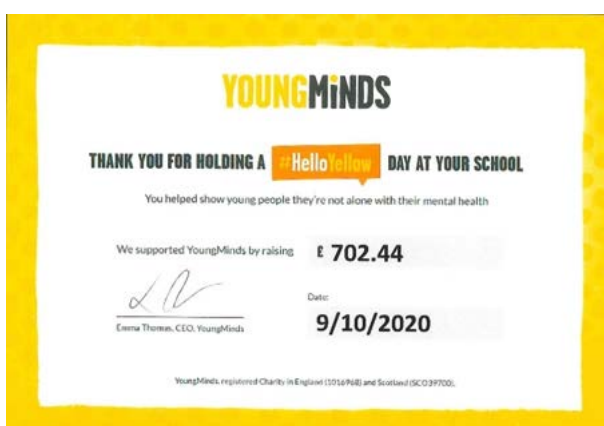 YOUNGMiNDS
THANK YOU FOR HOLDING A #HelloYellow DAY AT YOUR SCHOOL
You helped show young people they're not alone with their mental health
We supported YoungMinds by raising £ 702.44
Date:
Emma Thomas, CEO, YoungMinds 9/10/2020
YoungMinds, registered Charity in England (1016968) and Scotland (SCO39700).